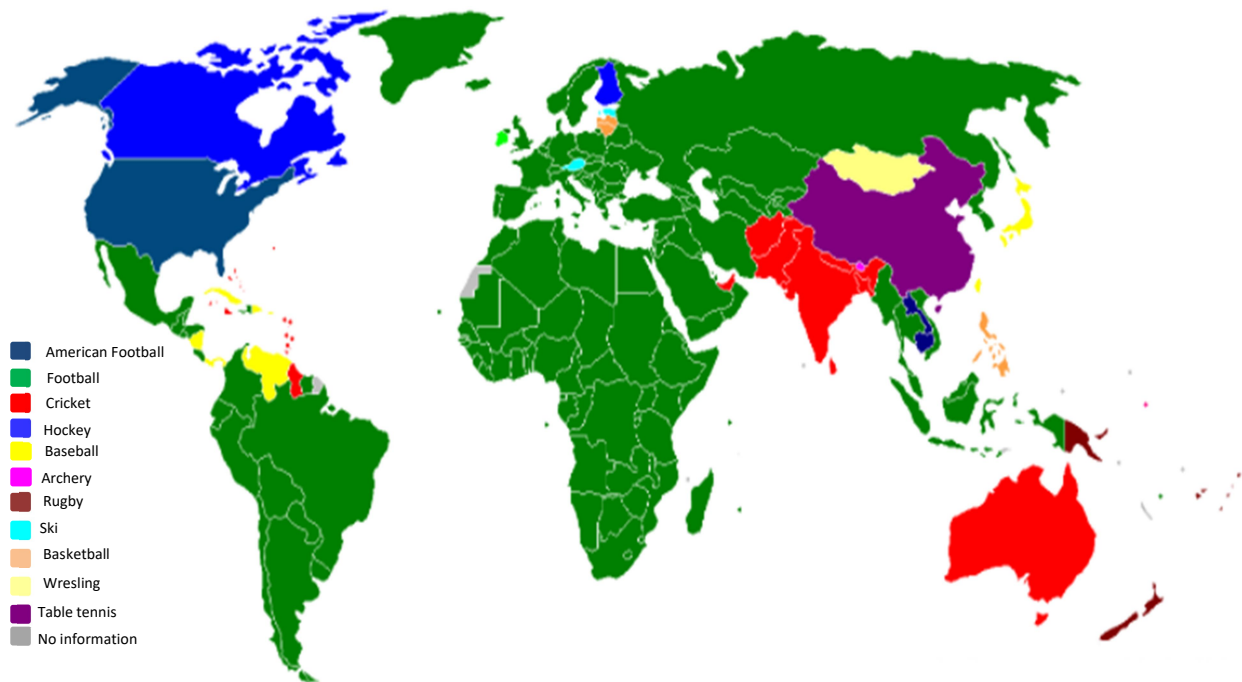 American Football
Football
Cricket
Hockey
Baseball
Archery
Rugby
Ski
Basketball
Wresling
Table tennis
No information